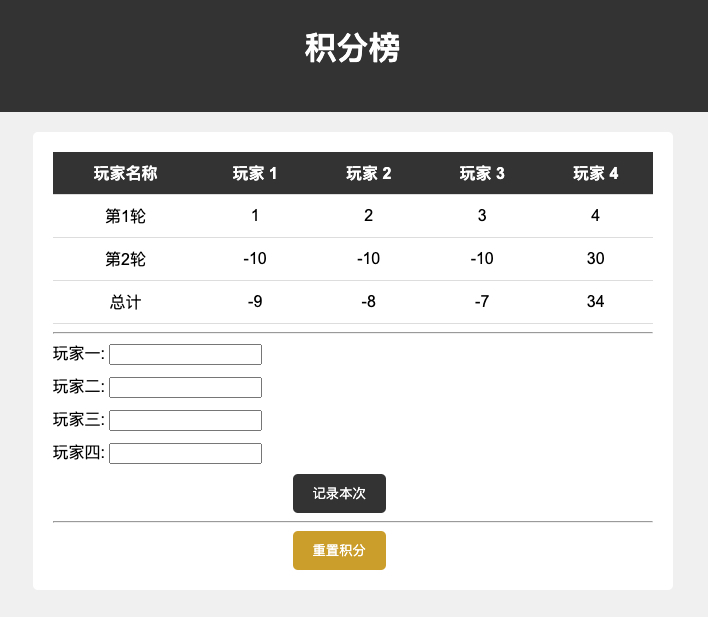 积分榜
玩家名称 玩家 1 玩家 2 玩家 3 玩家 4
第1轮 1 2 3 4
第2轮 -10 -10 -10 30
总计 -9 -8 -7 34
玩家一:
玩家二:
玩家三:
玩家四:
记录本次
重置积分